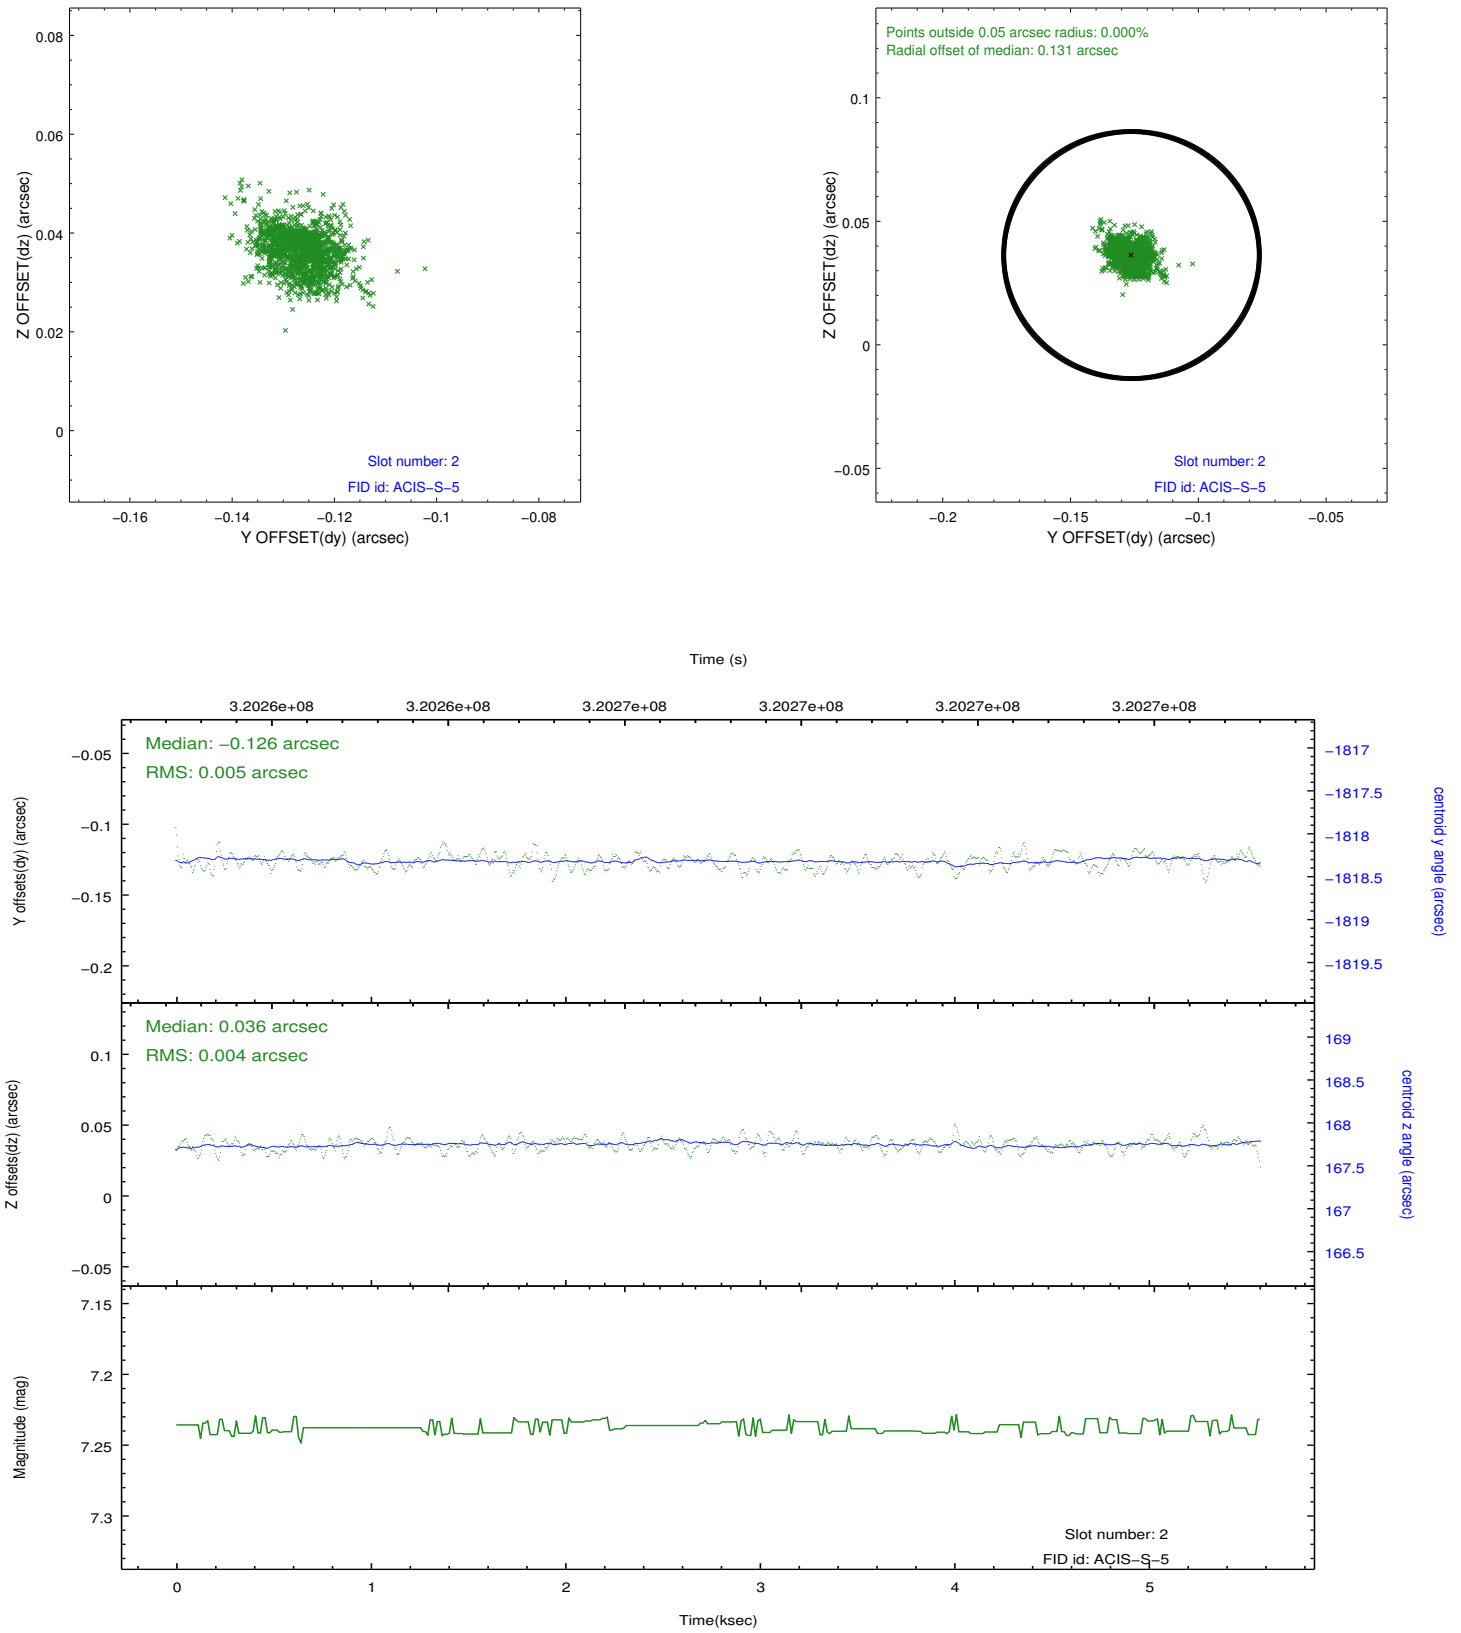 0.08
0.06
0.04
0.02
0
Z OFFSET(dz) (arcsec)
Slot number: 2
FID id: ACIS−S−5
−0.16 −0.14 −0.12 −0.1 −0.08
Y OFFSET(dy) (arcsec)
Points outside 0.05 arcsec radius: 0.000%
Radial offset of median: 0.131 arcsec
0.1
0.05
0
−0.05
Z OFFSET(dz) (arcsec)
Slot number: 2
FID id: ACIS−S−5
−0.2 −0.15 −0.1 −0.05
Y OFFSET(dy) (arcsec)
Time (s)
3.2026e+08 3.2026e+08 3.2027e+08 3.2027e+08 3.2027e+08 3.2027e+08
Median: −0.126 arcsec
RMS: 0.005 arcsec
−0.05
−0.1
−0.15
−0.2
Y offsets(dy) (arcsec)
−1817
−1817.5
−1818
−1818.5
−1819
−1819.5
centroid y angle (arcsec)
Median: 0.036 arcsec
RMS: 0.004 arcsec
0.1
0.05
0
−0.05
Z offsets(dz) (arcsec)
169
168.5
168
167.5
167
166.5
centroid z angle (arcsec)
7.15
7.2
7.25
7.3
Magnitude (mag)
Slot number: 2
FID id: ACIS−S−5
0 1 2 3 4 5
Time(ksec)